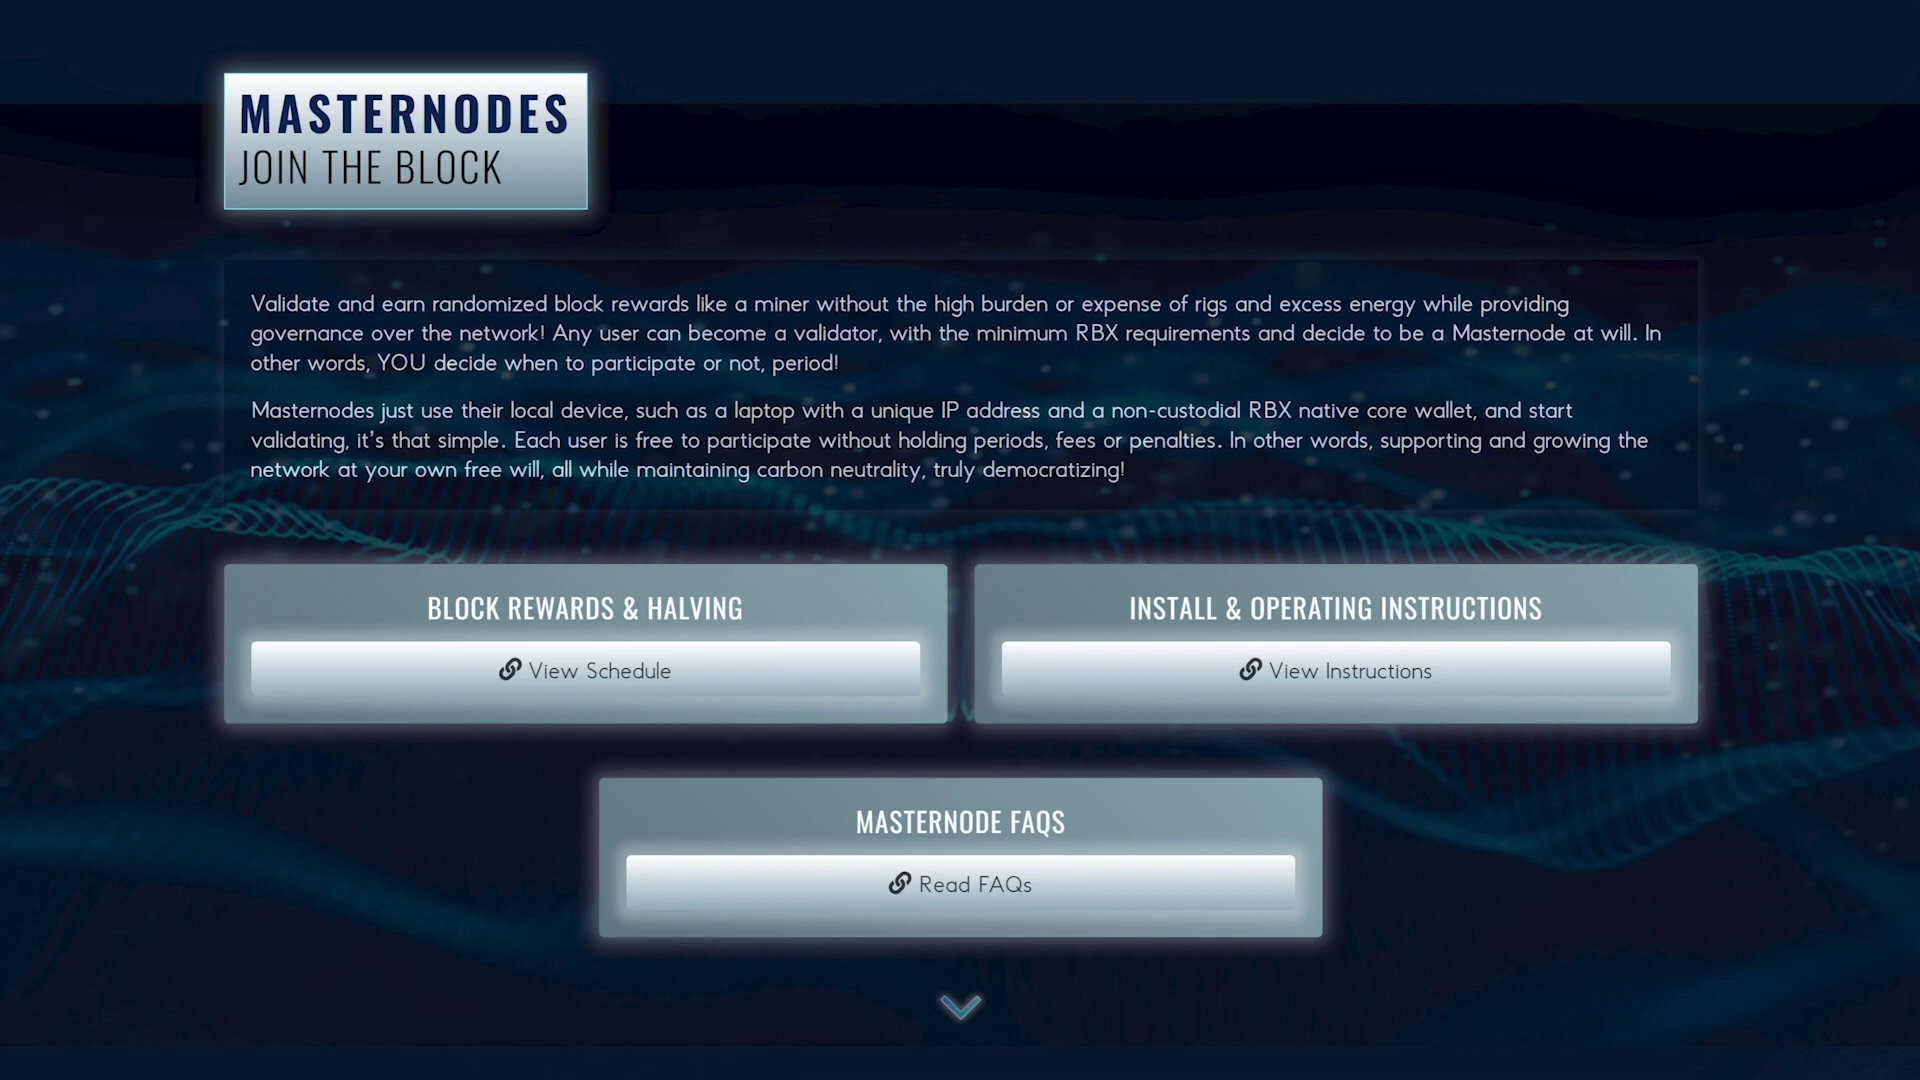 MASTERNODES
JOIN THE BLOCK
Validate and earn randomized block rewards like a miner without the high burden or expense of rigs and excess energy while providing
governance over the network! Any user can become a validator, with the minimum RBX requirements and decide to be a Masternode at will. In
other words, YOU decide when to participate or not, period!
Masternodes just use their local device, such as a laptop with a unique IP address and a non-custodial RBX native core wallet, and start
validating, it's that simple. Each user is free to participate without holding periods, fees or penalties. In other words, supporting and growing the
network at your own free will, all while maintaining carbon neutrality, truly democratizing!
BLOCK REWARDS & HALVING
View Schedule
INSTALL & OPERATING INSTRUCTIONS
View Instructions
MASTERNODE FAQS
Read FAQs